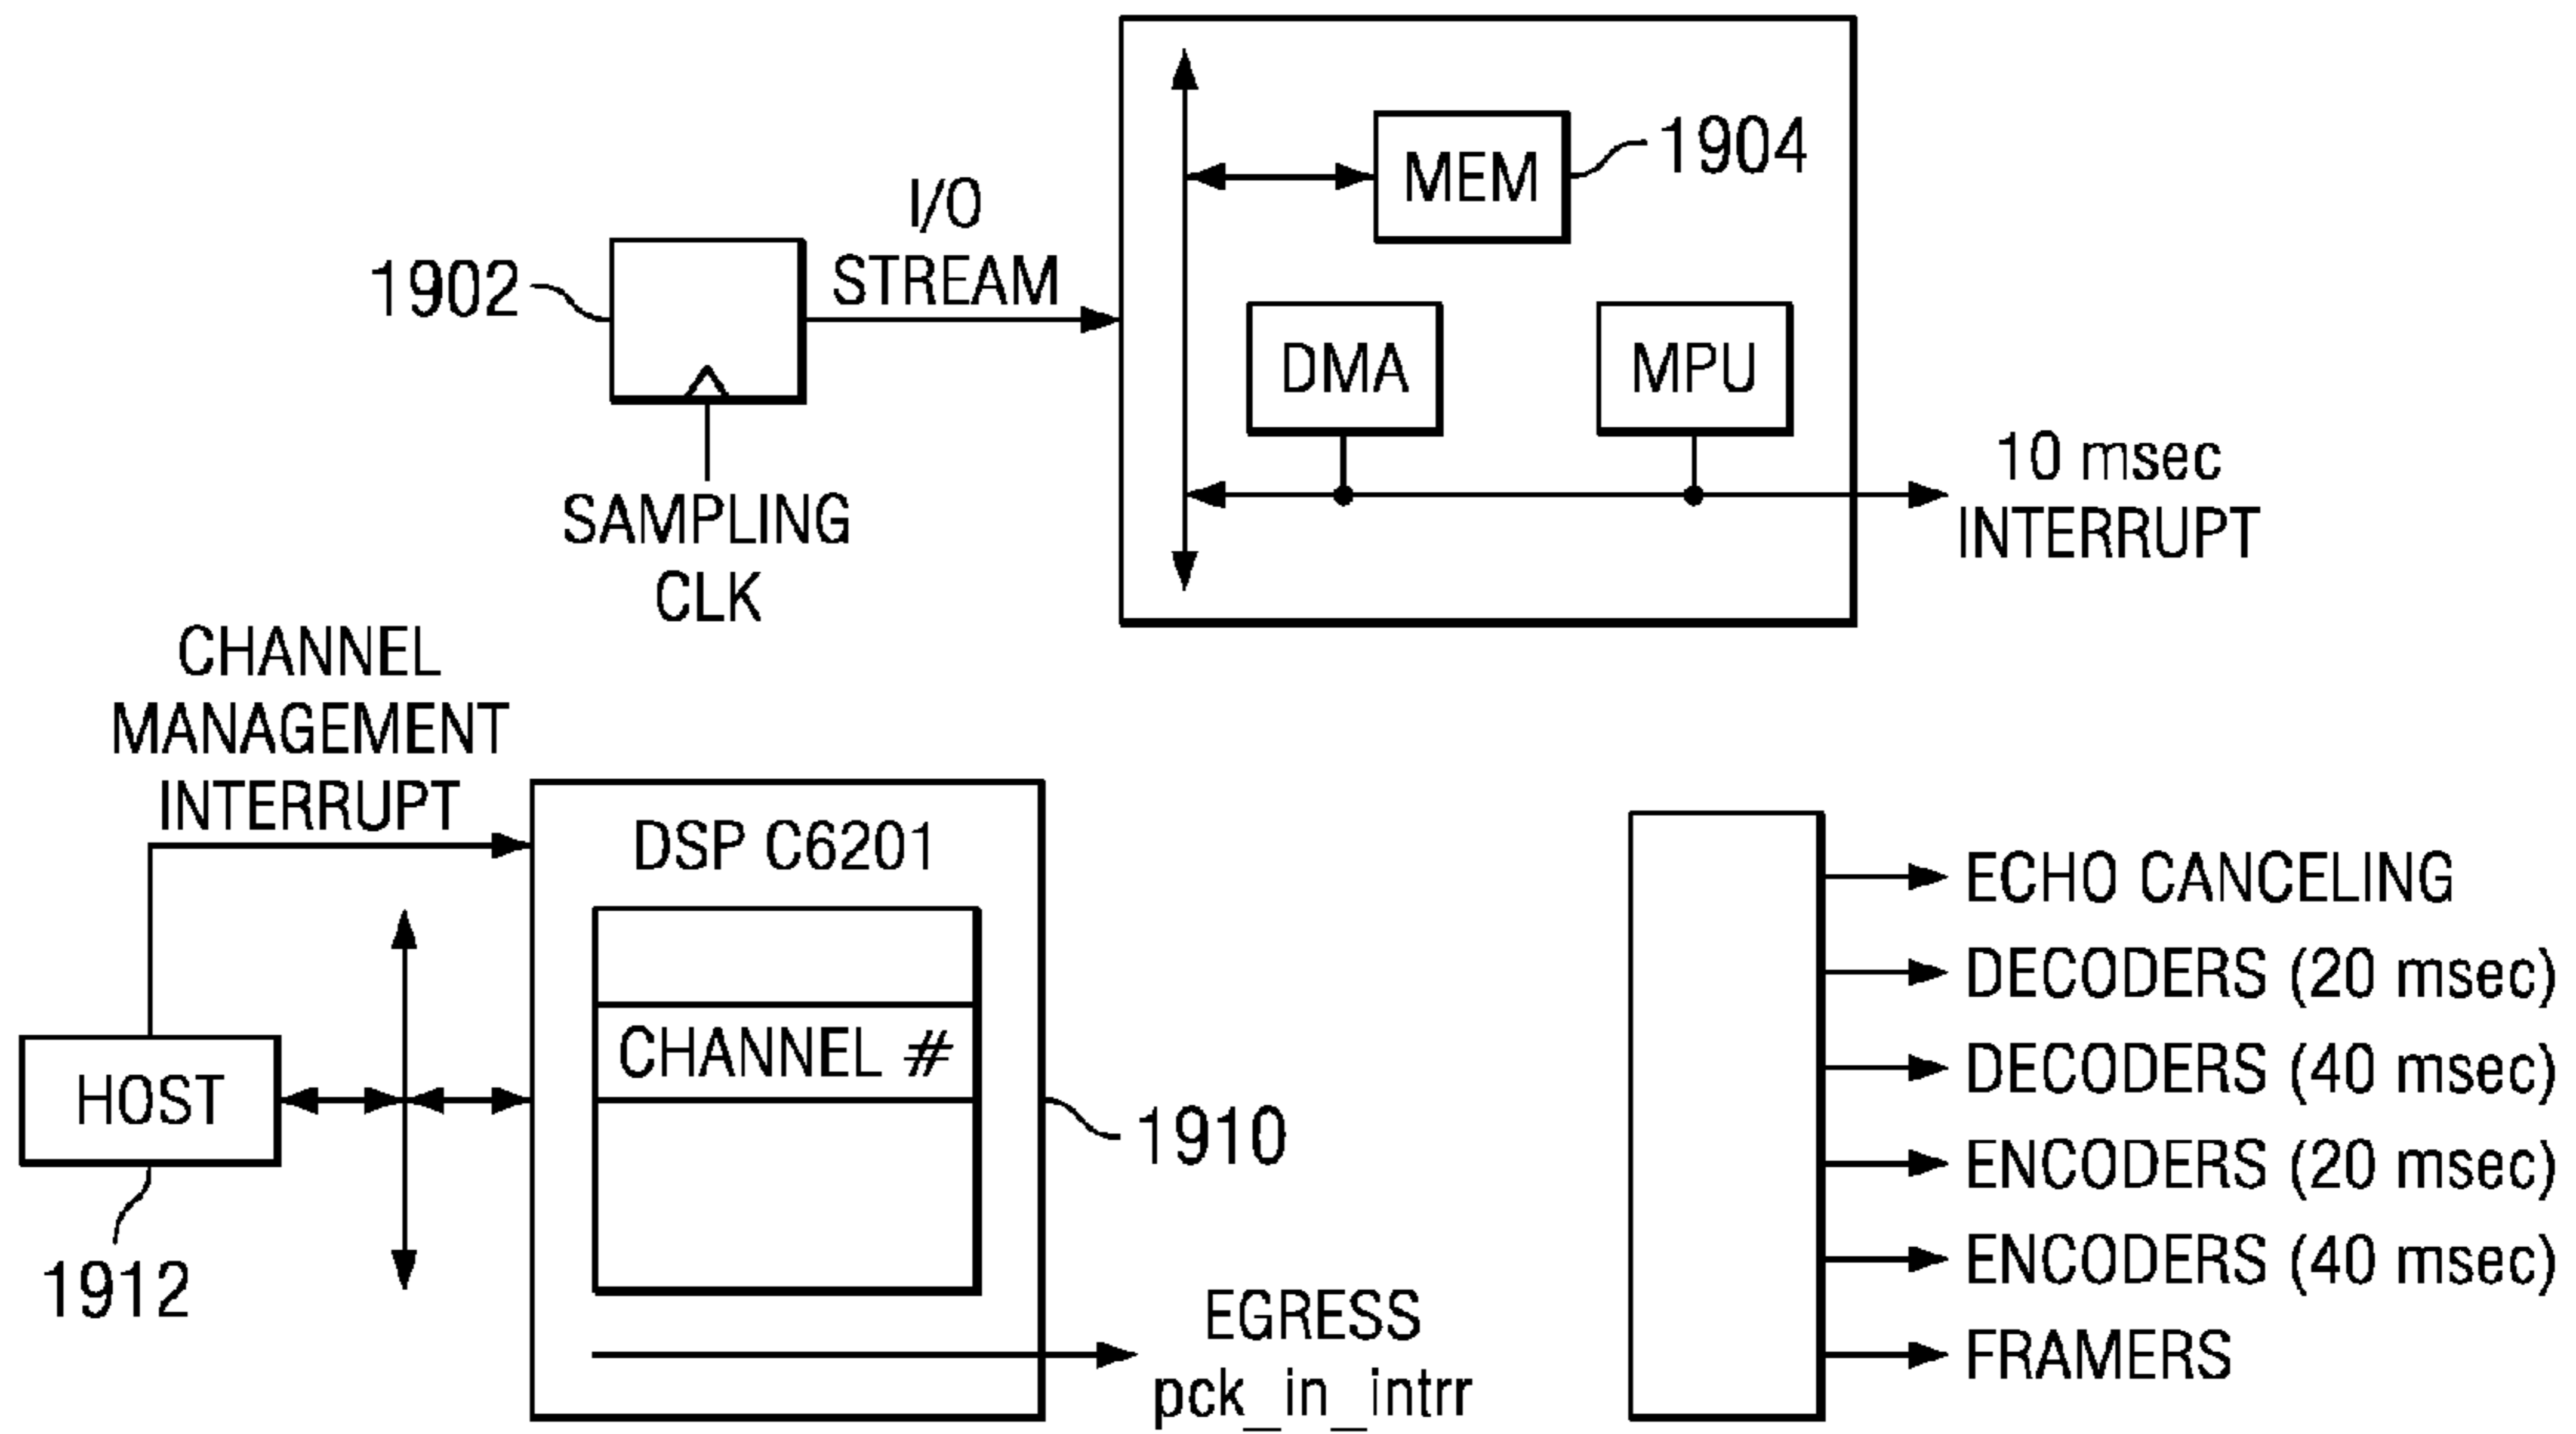 1904
MEM
I/O
STREAM
1902
DMA
MPU
10 msec
INTERRUPT
SAMPLING
CLK
CHANNEL
MANAGEMENT
INTERRUPT
DSP C6201
CHANNEL #
HOST
1910
1912
EGRESS
pck_in_intrr
ECHO CANCELING
DECODERS (20 msec)
DECODERS (40 msec)
ENCODERS (20 msec)
ENCODERS (40 msec)
FRAMERS